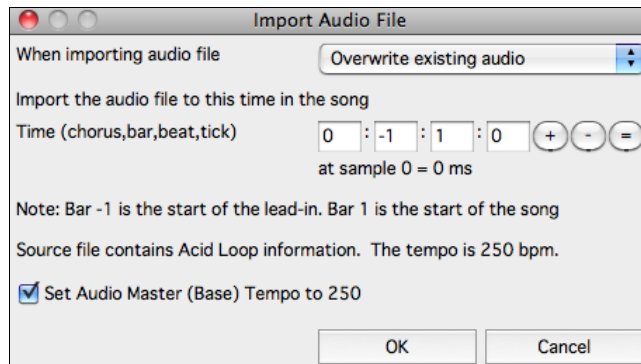 Import Audio File
When importing audio file Overwrite existing audio
Import the audio file to this time in the song
Time (chorus,bar,beat,tick) 0 : -1 : 1 : 0 + - =
at sample 0 = 0 ms
Note: Bar -1 is the start of the lead-in. Bar 1 is the start of the song
Source file contains Acid Loop information. The tempo is 250 bpm.
Set Audio Master (Base) Tempo to 250
OK Cancel